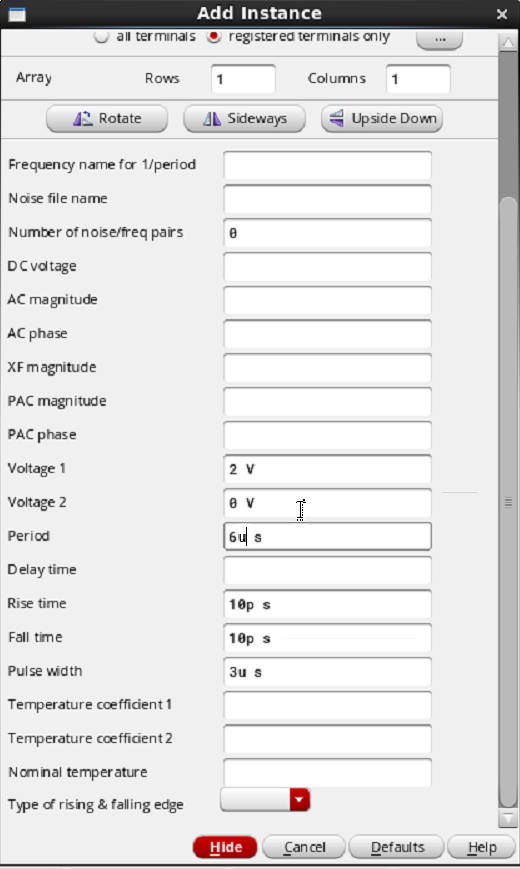 Add Instance
all terminals registered terminals only ...
Array Rows 1 Columns 1
Rotate Sideways Upside Down
Frequency name for 1/period
Noise file name
Number of noise/freq pairs 0
DC voltage
AC magnitude
AC phase
XF magnitude
PAC magnitude
PAC phase
Voltage 1 2 V
Voltage 2 0 V
Period 6u s
Delay time
Rise time 10p s
Fall time 10p s
Pulse width 3u s
Temperature coefficient 1
Temperature coefficient 2
Nominal temperature
Type of rising & falling edge
Hide Cancel Defaults Help